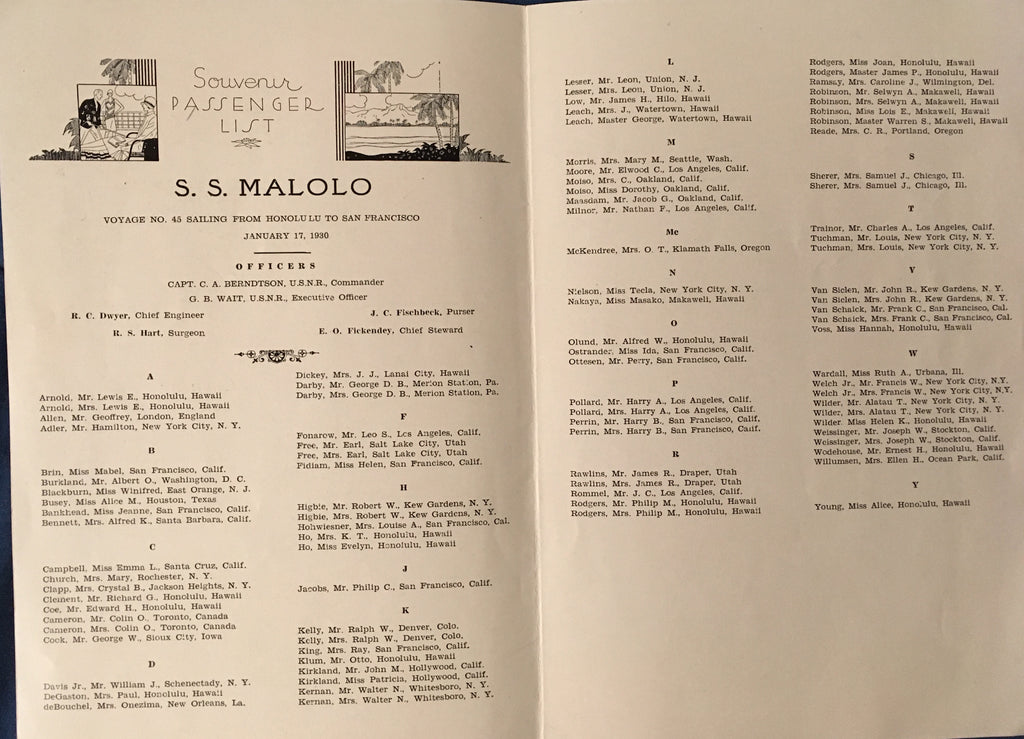 Souvenir
PASSENGER
LIST
S. S. MALOLO
VOYAGE NO. 45 SAILING FROM HONOLULU TO SAN FRANCISCO
JANUARY 17, 1930
OFFICERS
CAPT. C. A. BERNDTSON, U.S.N.R., Commander
G. B. WAIT, U.S.N.R., Executive Officer
R. C. Dwyer, Chief Engineer
J. C. Fischbeck, Purser
R. S. Hart, Surgeon
E. O. Fickendey, Chief Steward
A
Arnold, Mr. Lewis E., Honolulu, Hawaii
Arnold, Mrs. Lewis E., Honolulu, Hawaii
Allen, Mr. Geoffrey, London, England
Adler, Mr. Hamilton, New York City, N. Y.
B
Brin, Miss Mabel, San Francisco, Calif.
Burkland, Mr. Albert O., Washington, D. C.
Blackburn, Miss Winifred, East Orange, N. J.
Busey, Miss Alice M., Houston, Texas
Bankhead, Miss Jeanne, San Francisco, Calif.
Bennett, Mrs. Alfred K., Santa Barbara, Calif.
C
Campbell, Miss Emma L., Santa Cruz, Calif.
Church, Mrs. Mary, Rochester, N. Y.
Clapp, Mrs. Crystal B., Jackson Heights, N. Y.
Clement, Mr. Richard G., Honolulu, Hawaii
Coe, Mr. Edward H., Honolulu, Hawaii
Cameron, Mr. Colin O., Toronto, Canada
Cameron, Mrs. Colin O., Toronto, Canada
Cock, Mr. George W., Sioux City, Iowa
D
Davis Jr., Mr. William J., Schenectady, N. Y.
DeGaston, Mrs. Paul, Honolulu, Hawaii
deBouchel, Mrs. Onezima, New Orleans, La.
Dickey, Mrs. J. J., Lanai City, Hawaii
Darby, Mr. George D. B., Merion Station, Pa.
Darby, Mrs. George D. B., Merion Station, Pa.
F
Fonarow, Mr. Leo S., Los Angeles, Calif.
Free, Mr. Earl, Salt Lake City, Utah
Free, Mrs. Earl, Salt Lake City, Utah
Fidiam, Miss Helen, San Francisco, Calif.
H
Higbie, Mr. Robert W., Kew Gardens, N. Y.
Higbie, Mrs. Robert W., Kew Gardens, N. Y.
Hohwiesner, Mrs. Louise A., San Francisco, Cal.
Ho, Mrs. K. T., Honolulu, Hawaii
Ho, Miss Evelyn, Honolulu, Hawaii
J
Jacobs, Mr. Philip C., San Francisco, Calif.
K
Kelly, Mr. Ralph W., Denver, Colo.
Kelly, Mrs. Ralph W., Denver, Colo.
King, Mrs. Ray, San Francisco, Calif.
Klum, Mr. Otto, Honolulu, Hawaii
Kirkland, Mr. John M., Hollywood, Calif.
Kirkland, Miss Patricia, Hollywood, Calif.
Kernan, Mr. Walter N., Whitesboro, N. Y.
Kernan, Mrs. Walter N., Whitesboro, N. Y.
L
Lesser, Mr. Leon, Union, N. J.
Lesser, Mrs. Leon, Union, N. J.
Low, Mr. James H., Hilo, Hawaii
Leach, Mrs. J., Watertown, Hawaii
Leach, Master George, Watertown, Hawaii
M
Morris, Mrs. Mary M., Seattle, Wash.
Moore, Mr. Elwood C., Los Angeles, Calif.
Moiso, Mrs. C., Oakland, Calif.
Moiso, Miss Dorothy, Oakland, Calif.
Maasdam, Mr. Jacob G., Oakland, Calif.
Milnor, Mr. Nathan F., Los Angeles, Calif.
Mc
McKendree, Mrs. O. T., Klamath Falls, Oregon
N
Nielson, Miss Tecla, New York City, N. Y.
Nakaya, Miss Masako, Makaweli, Hawaii
O
Olund, Mr. Alfred W., Honolulu, Hawaii
Ostrander, Miss Ida, San Francisco, Calif.
Ottesen, Mr. Perry, San Francisco, Calif.
P
Pollard, Mr. Harry A., Los Angeles, Calif.
Pollard, Mrs. Harry A., Los Angeles, Calif.
Perrin, Mr. Harry B., San Francisco, Calif.
Perrin, Mrs. Harry B., San Francisco, Calif.
R
Rawlins, Mr. James R., Draper, Utah
Rawlins, Mrs. James R., Draper, Utah
Rommel, Mr. J. C., Los Angeles, Calif.
Rodgers, Mr. Philip M., Honolulu, Hawaii
Rodgers, Mrs. Philip M., Honolulu, Hawaii
Rodgers, Miss Joan, Honolulu, Hawaii
Rodgers, Master James P., Honolulu, Hawaii
Ramsay, Mrs. Caroline J., Wilmington, Del.
Robinson, Mr. Selwyn A., Makaweli, Hawaii
Robinson, Mrs. Selwyn A., Makaweli, Hawaii
Robinson, Miss Lois E., Makaweli, Hawaii
Robinson, Master Warren S., Makaweli, Hawaii
Reade, Mrs. C. R., Portland, Oregon
S
Sherer, Mrs. Samuel J., Chicago, Ill.
Sherer, Mrs. Samuel J., Chicago, Ill.
T
Trainor, Mr. Charles A., Los Angeles, Calif.
Tuchman, Mr. Louis, New York City, N. Y.
Tuchman, Mrs. Louis, New York City, N. Y.
V
Van Siclen, Mr. John R., Kew Gardens, N. Y.
Van Siclen, Mrs. John R., Kew Gardens, N. Y.
Van Schaick, Mr. Frank C., San Francisco, Cal.
Van Schaick, Mrs. Frank C., San Francisco, Cal.
Voss, Miss Hannah, Honolulu, Hawaii
W
Wardall, Miss Ruth A., Urbana, Ill.
Welch Jr., Mr. Francis W., New York City, N.Y.
Welch Jr., Mrs. Francis W., New York City, N.Y.
Wilder, Mr. Alatau T., New York City, N. Y.
Wilder, Mrs. Alatau T., New York City, N. Y.
Wilder, Miss Helen K., Honolulu, Hawaii
Weissinger, Mr. Joseph W., Stockton, Calif.
Weissinger, Mrs. Joseph W., Stockton, Calif.
Wodehouse, Mr. Ernest H., Honolulu, Hawaii
Willumsen, Mrs. Ellen H., Ocean Park, Calif.
Y
Young, Miss Alice, Honolulu, Hawaii